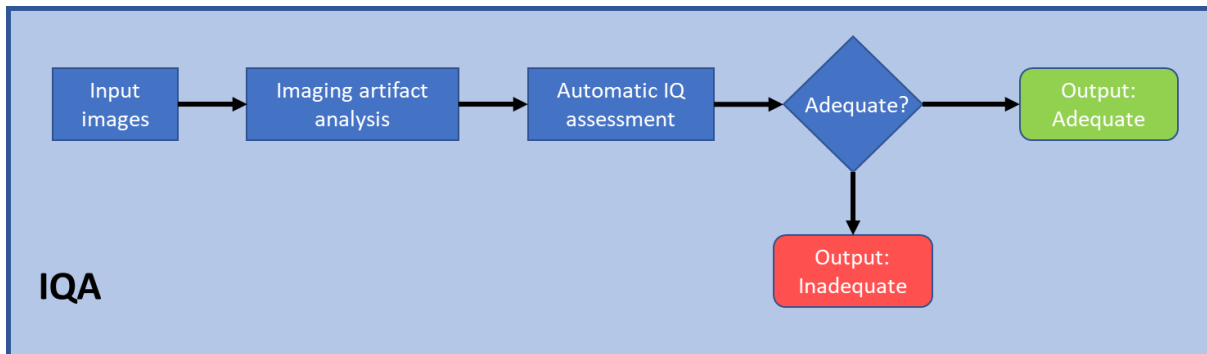 Input
images
Imaging artifact
analysis
Automatic IQ
assessment
Adequate?
Output:
Adequate
Output:
Inadequate
IQA